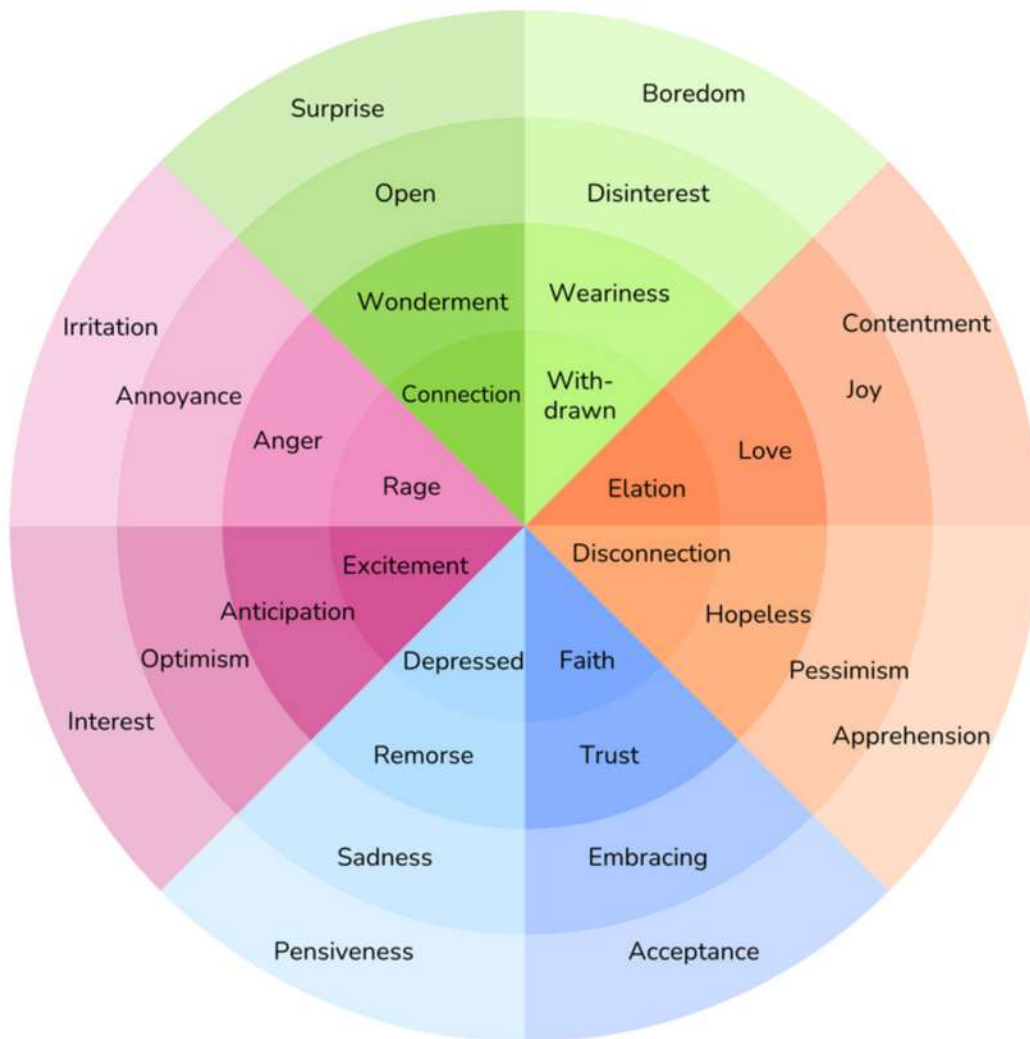 Surprise
Boredom
Open
Disinterest
Wonderment
Weariness
Irritation
Contentment
Annoyance
Connection
With-
drawn
Joy
Anger
Love
Rage
Elation
Excitement
Disconnection
Anticipation
Hopeless
Optimism
Depressed
Faith
Pessimism
Interest
Remorse
Trust
Apprehension
Sadness
Embracing
Pensiveness
Acceptance